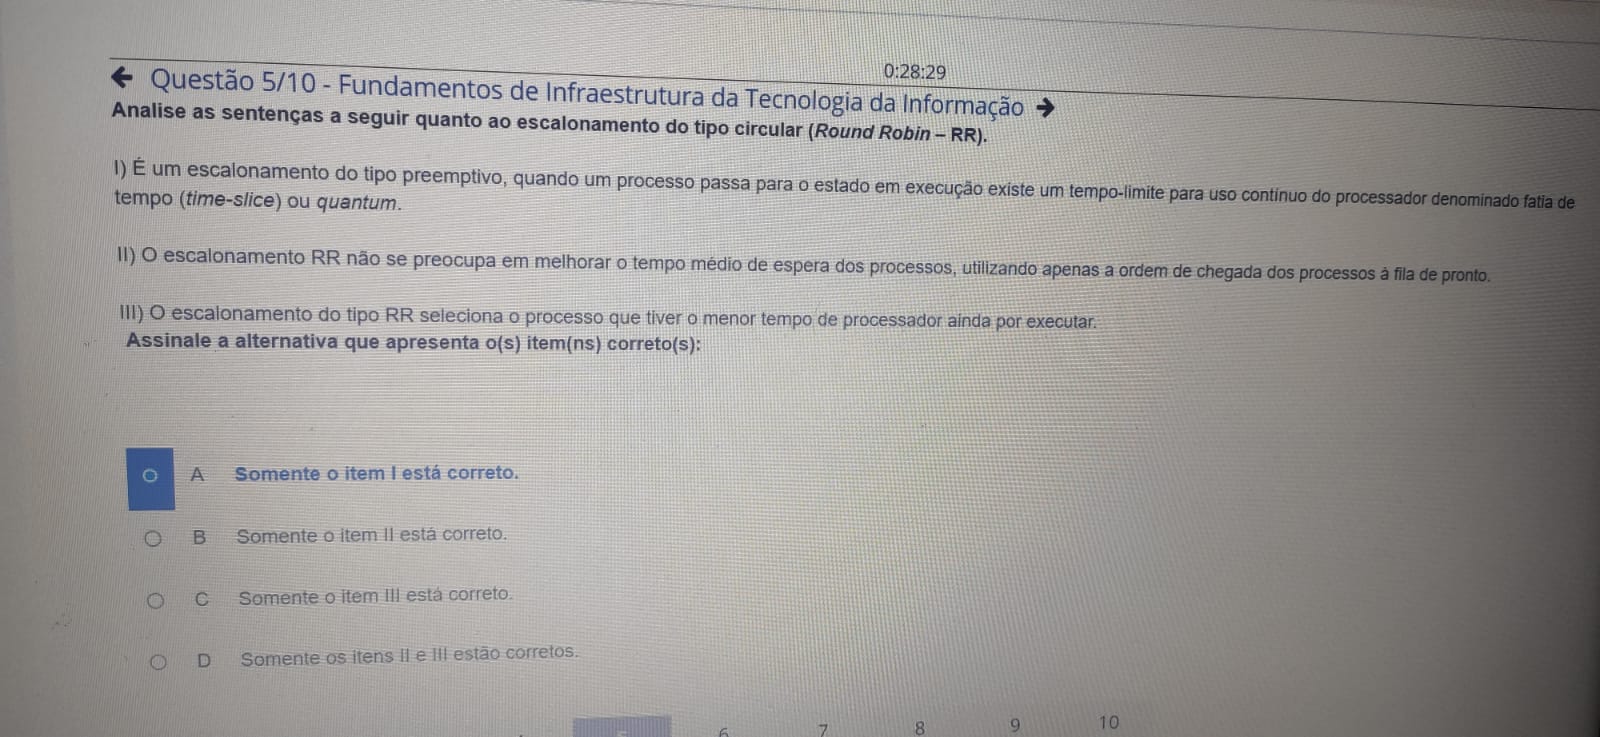 0:28:29
← Questão 5/10 - Fundamentos de Infraestrutura da Tecnologia da Informação →
Analise as sentenças a seguir quanto ao escalonamento do tipo circular (Round Robin – RR).
I) É um escalonamento do tipo preemptivo, quando um processo passa para o estado em execução existe um tempo-limite para uso contínuo do processador denominado fatia de
tempo (time-slice) ou quantum.
II) O escalonamento RR não se preocupa em melhorar o tempo médio de espera dos processos, utilizando apenas a ordem de chegada dos processos à fila de pronto.
III) O escalonamento do tipo RR seleciona o processo que tiver o menor tempo de processador ainda por executar.
Assinale a alternativa que apresenta o(s) item(ns) correto(s):
A Somente o item I está correto.
B Somente o item II está correto.
C Somente o item III está correto.
D Somente os itens II e III estão corretos.
6 7 8 9 10